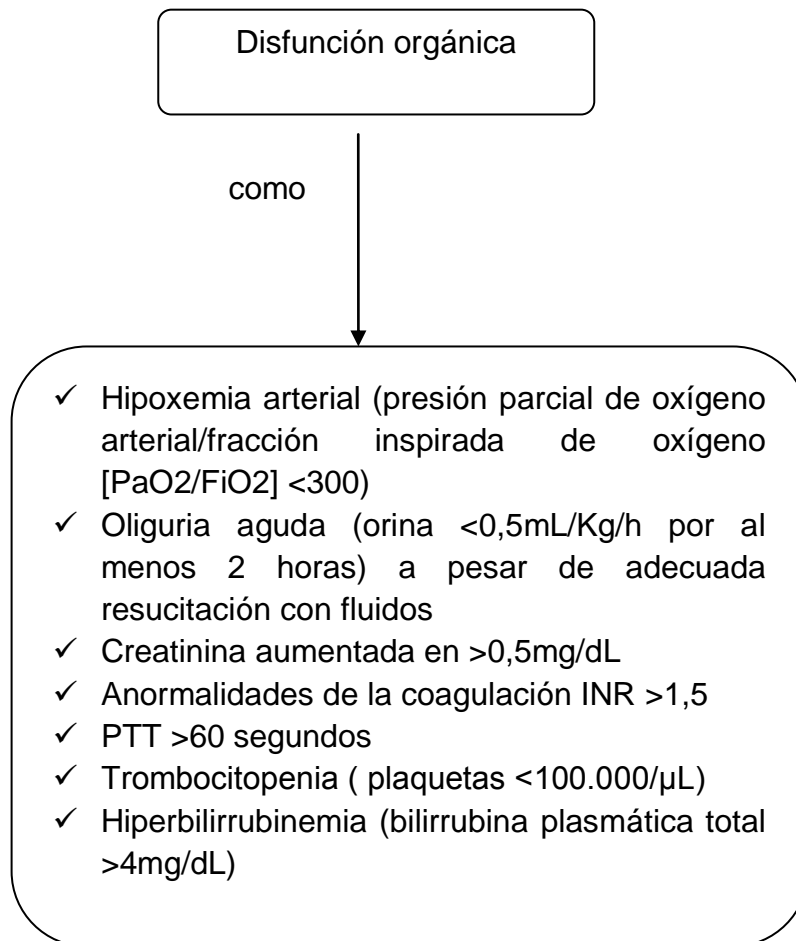 Disfunción orgánica
como
✓ Hipoxemia arterial (presión parcial de oxígeno
arterial/fracción inspirada de oxígeno
[PaO2/FiO2] <300)
✓ Oliguria aguda (orina <0,5mL/Kg/h por al
menos 2 horas) a pesar de adecuada
resucitación con fluidos
✓ Creatinina aumentada en >0,5mg/dL
✓ Anormalidades de la coagulación INR >1,5
✓ PTT >60 segundos
✓ Trombocitopenia ( plaquetas <100.000/µL)
✓ Hiperbilirrubinemia (bilirrubina plasmática total
>4mg/dL)